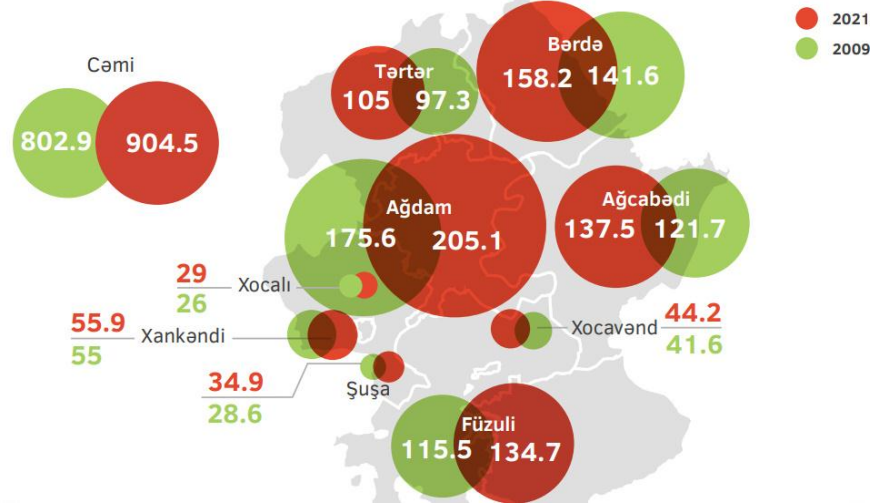 2021
2009
Cəmi
802.9 904.5
Tərtər
105 97.3
Bərdə
158.2 141.6
Ağdam
175.6 205.1
Ağcabədi
137.5 121.7
29
Xocalı
26
55.9
Xankəndi
55
34.9
28.6
Şuşa
44.2
Xocavənd
41.6
Füzuli
115.5 134.7